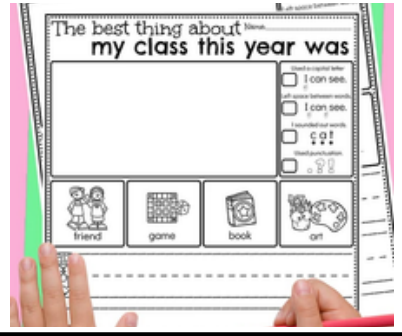 The best thing about Name
my class this year was
Used a capital letter
I can see.
Left space between words
I can see.
I sounded out words
cat
Used punctuation
. ? !
friend
game
book
art